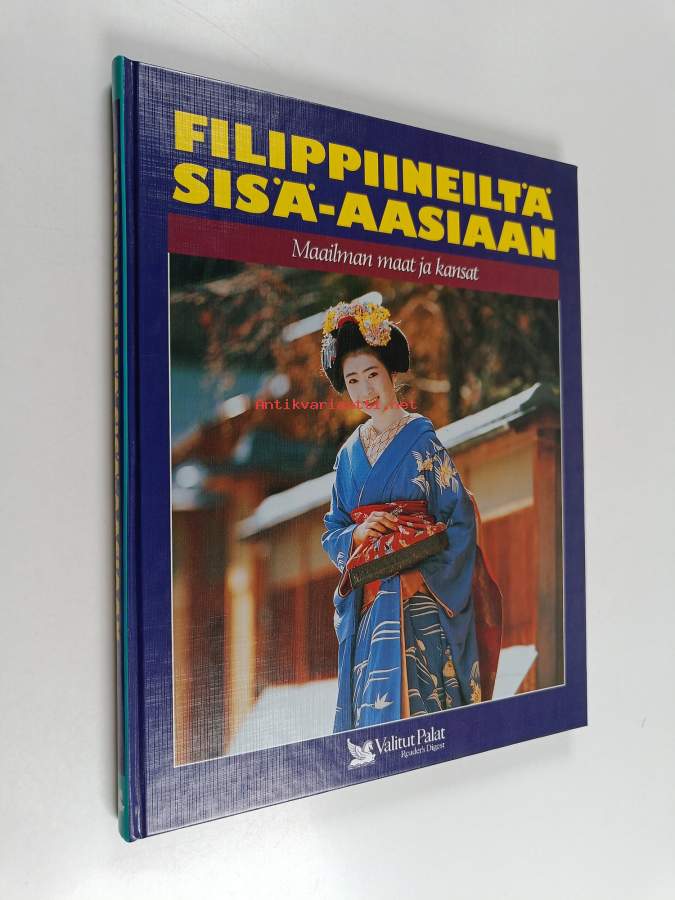 FILIPPIINEILTÄ
SISÄ-AASIAAN
Maailman maat ja kansat
Antikvariaatti.net
Valitut Palat
Reader's Digest